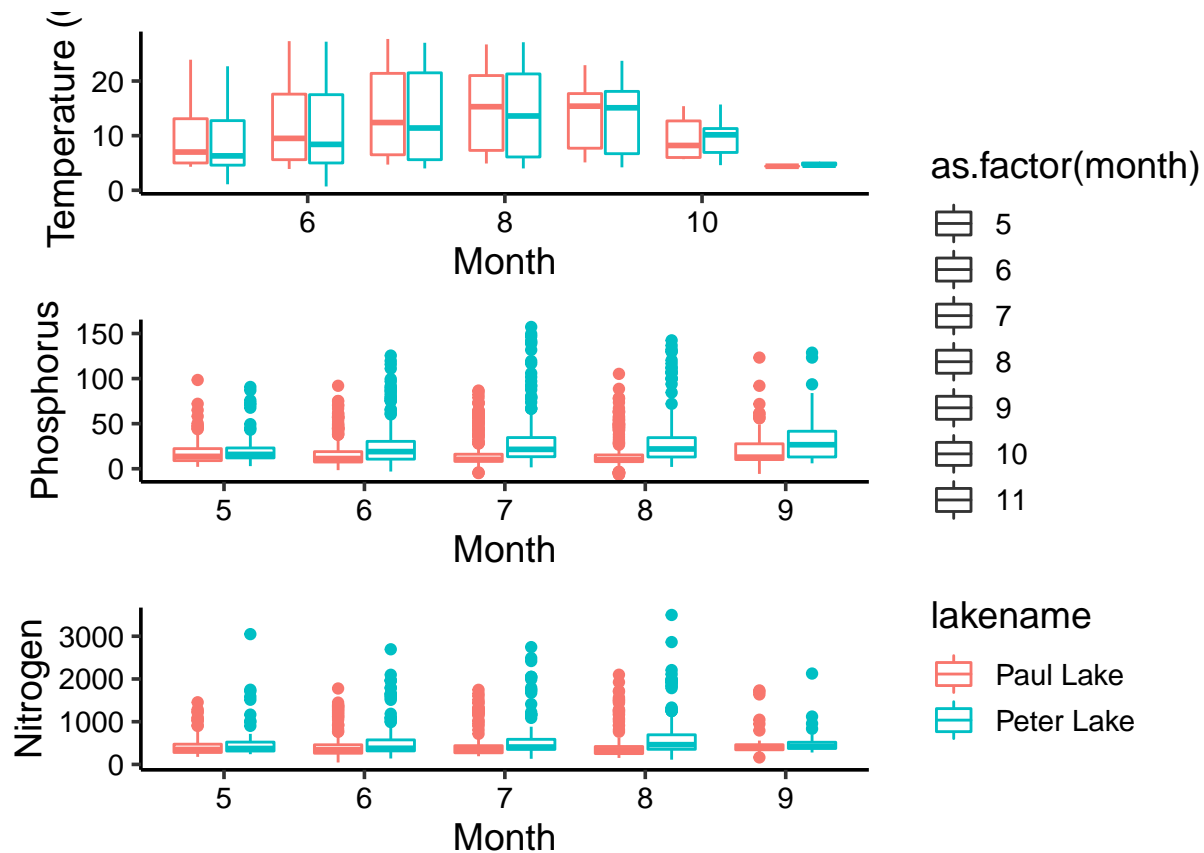 Temperature (
20
10
0
6 8 10
Month
Phosphorus
150
100
50
0
5 6 7 8 9
Month
Nitrogen
3000
2000
1000
0
5 6 7 8 9
Month
as.factor(month)
5
6
7
8
9
10
11
lakename
Paul Lake
Peter Lake